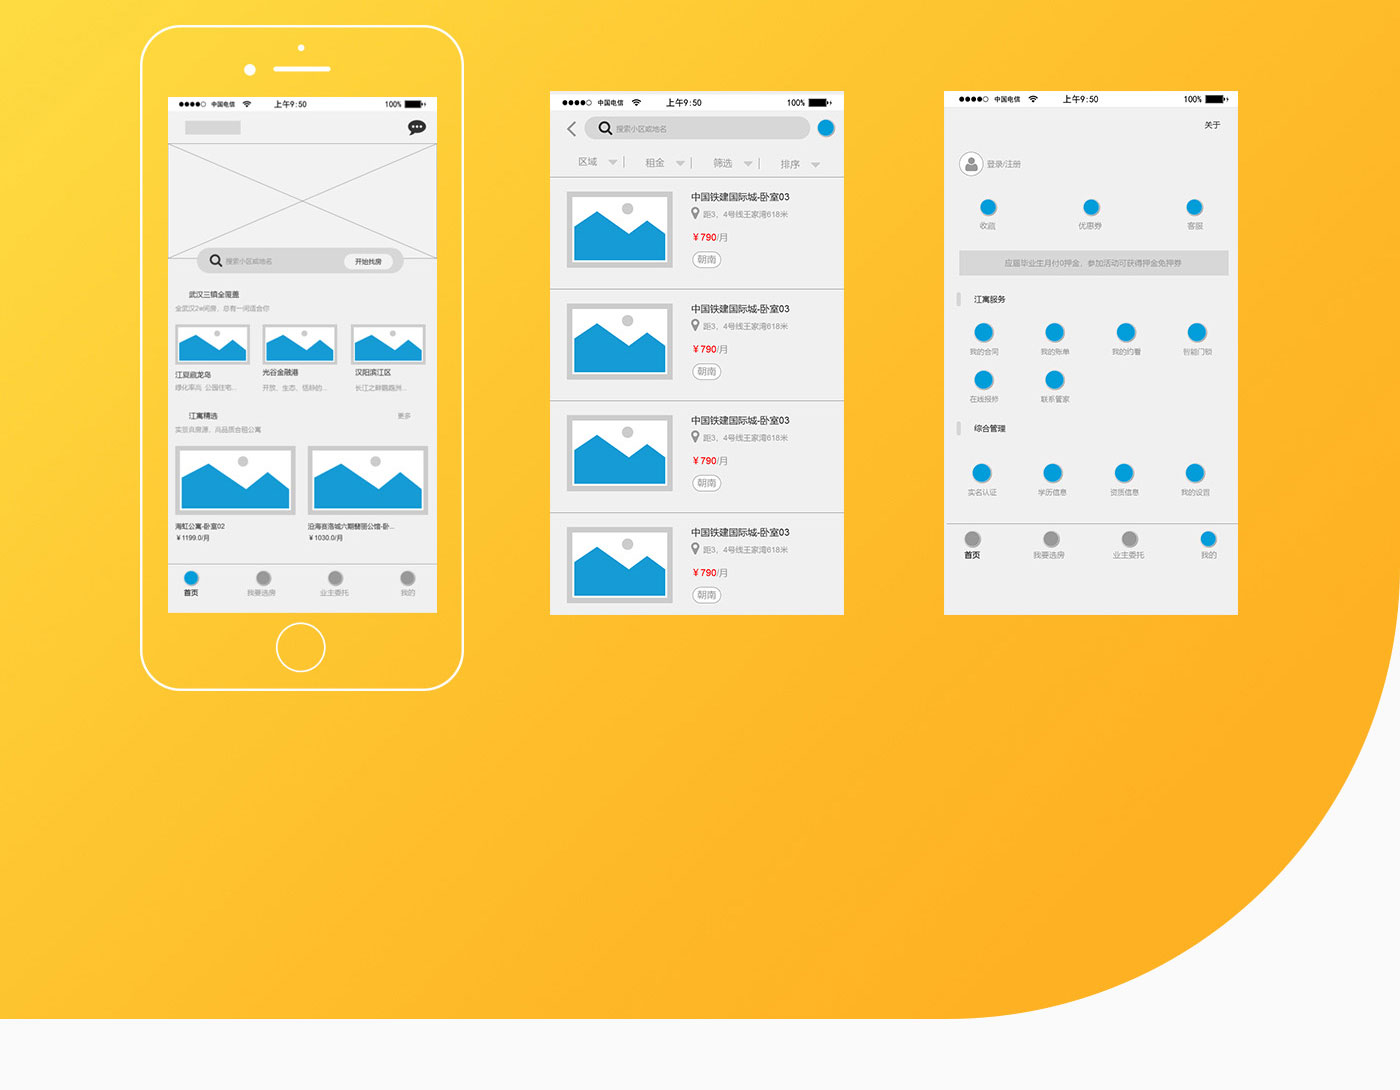 中国电信 上午9:50 100%
搜索小区或地名 开始找房
武汉三镇全覆盖
全武汉2w间房，总有一间适合你
江夏藏龙岛 光谷金融港 汉阳滨江区
绿化率高 公园住宅... 开放、生态、恬静的... 长江之畔鹦鹉洲...
江寓精选 更多
实景真房源，高品质合租公寓
海虹公寓-卧室02 沿海赛洛城六期馥丽公馆-卧...
￥1199.0/月 ￥1030.0/月
首页 我要选房 业主委托 我的
中国电信 上午9:50 100%
搜索小区或地名
区域 租金 筛选 排序
中国铁建国际城-卧室03
距3、4号线王家湾618米
￥790/月
朝南
中国铁建国际城-卧室03
距3、4号线王家湾618米
￥790/月
朝南
中国铁建国际城-卧室03
距3、4号线王家湾618米
￥790/月
朝南
中国铁建国际城-卧室03
距3、4号线王家湾618米
￥790/月
朝南
中国电信 上午9:50 100%
关于
登录/注册
收藏 优惠券 客服
应届毕业生月付0押金，参加活动可获得押金免押券
江寓服务
我的合同 我的账单 我的约看 智能门锁
在线报修 联系管家
综合管理
实名认证 学历信息 资质信息 我的设置
首页 我要选房 业主委托 我的